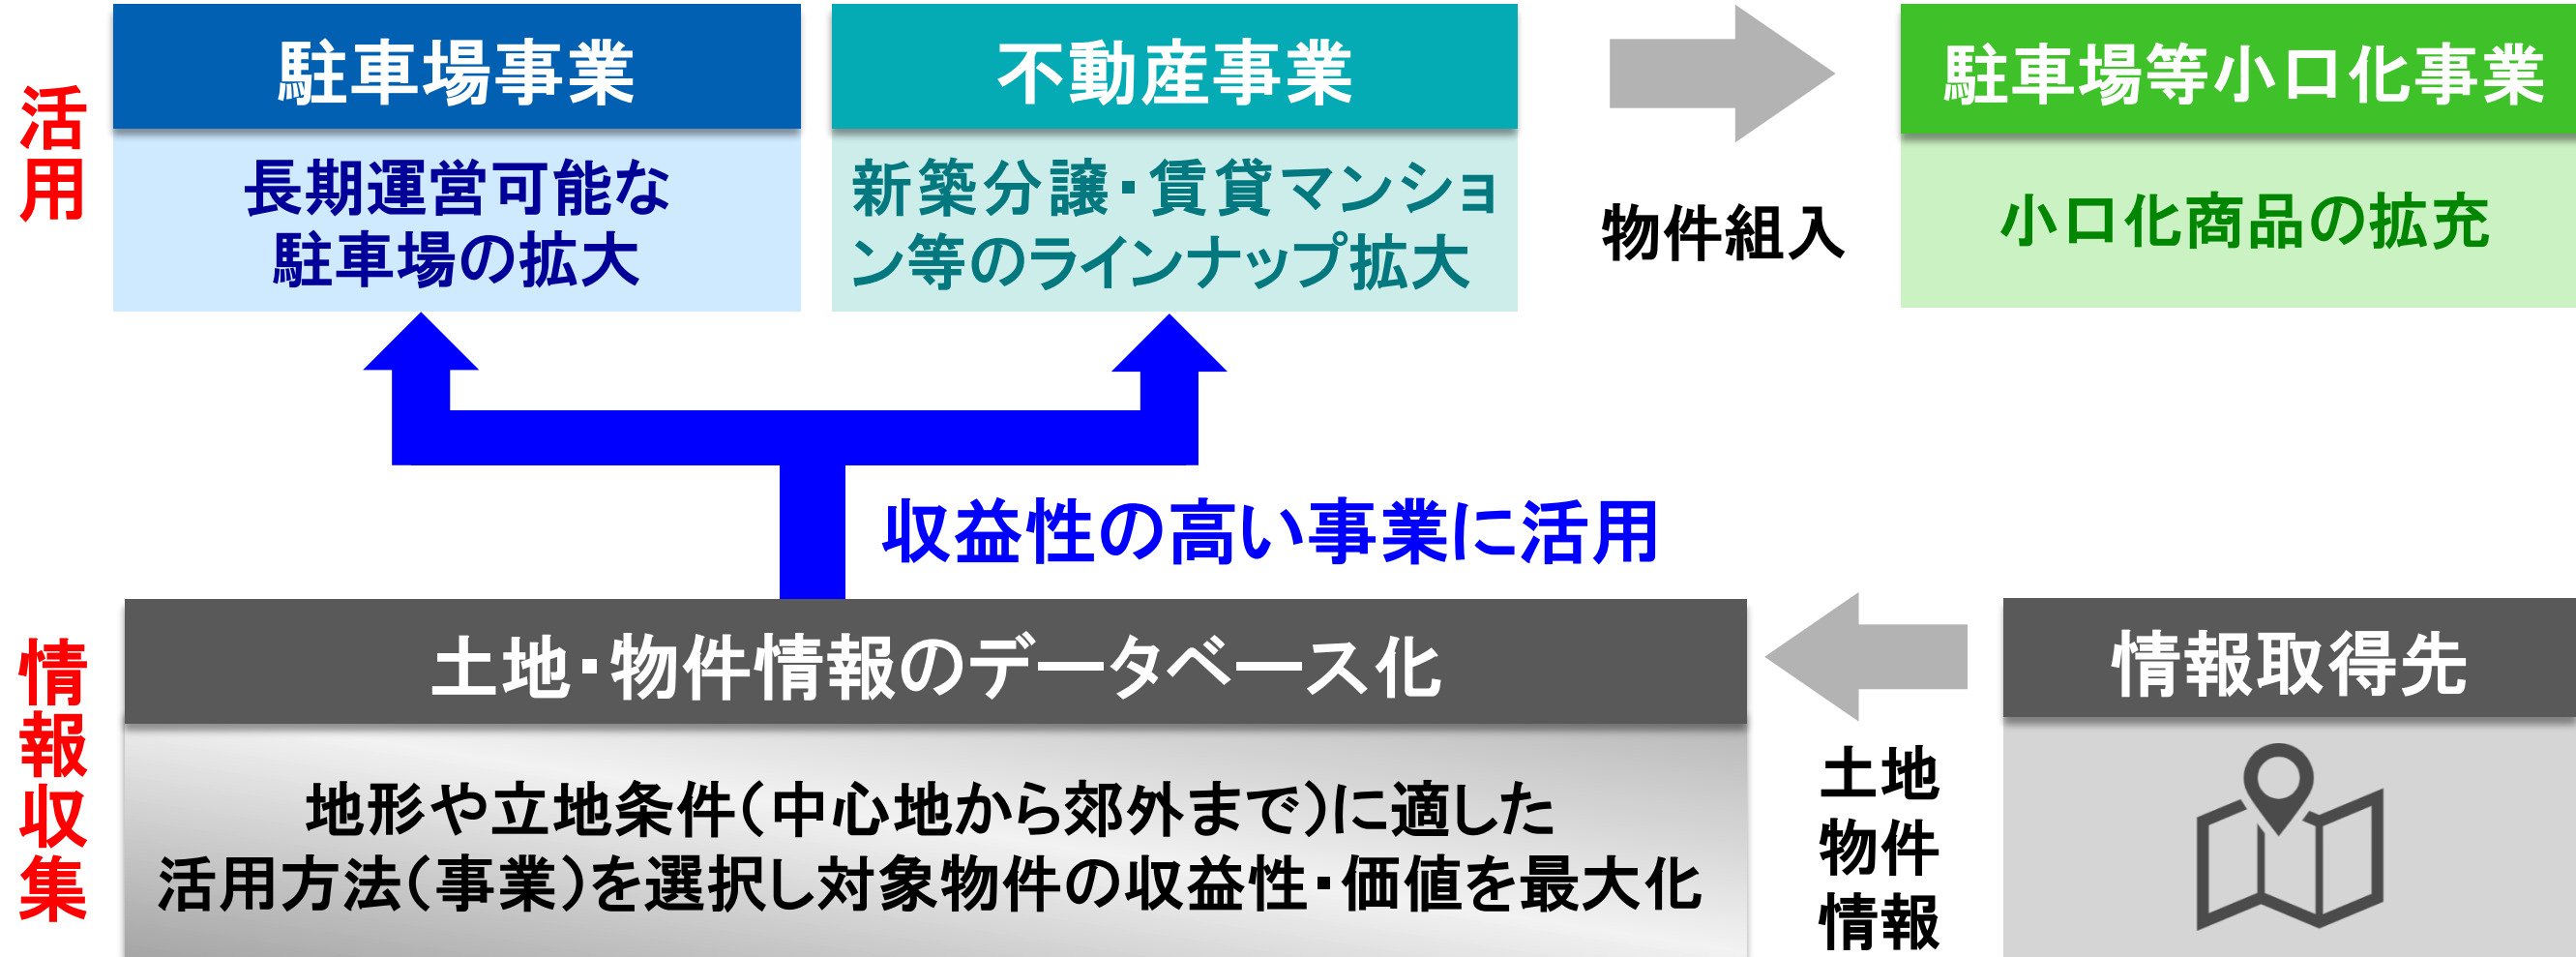 活用
駐車場事業
長期運営可能な
駐車場の拡大
不動産事業
新築分譲・賃貸マンショ
ン等のラインナップ拡大
物件組入
駐車場等小口化事業
小口化商品の拡充
収益性の高い事業に活用
情報収集
土地・物件情報のデータベース化
地形や立地条件（中心地から郊外まで）に適した
活用方法（事業）を選択し対象物件の収益性・価値を最大化
土地
物件
情報
情報取得先